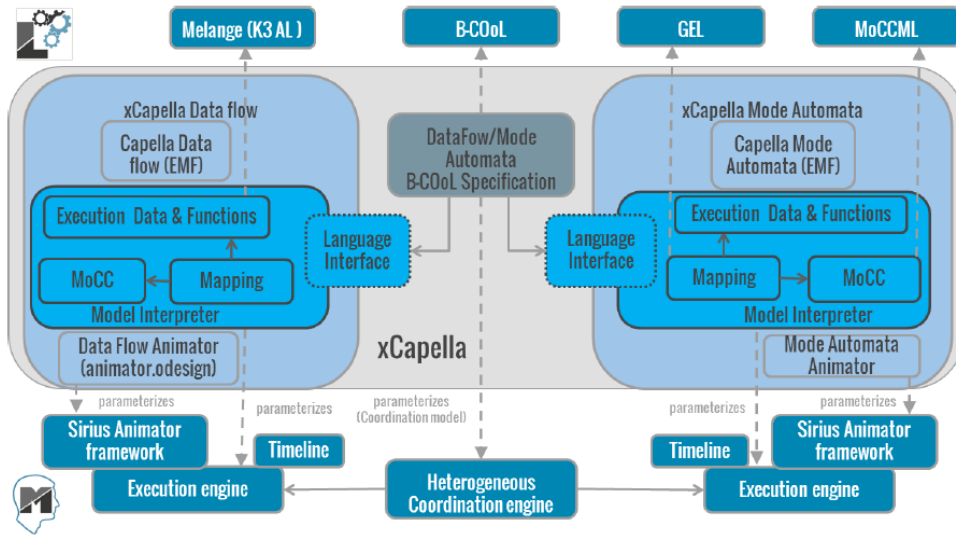 Melange (K3 AL )
B-COoL
GEL
MoCCML
xCapella Data flow
Capella Data
flow (EMF)
Execution Data & Functions
MoCC
Mapping
Model Interpreter
Language
Interface
Data Flow Animator
(animator.odesign)
DataFow/Mode
Automata
B-COoL Specification
xCapella
xCapella Mode Automata
Capella Mode
Automata (EMF)
Execution Data & Functions
Language
Interface
Mapping
MoCC
Model Interpreter
Mode Automata
Animator
parameterizes
parameterizes
parameterizes
(Coordination model)
parameterizes
parameterizes
Sirius Animator
framework
Timeline
Execution engine
Heterogeneous
Coordination engine
Timeline
Sirius Animator
framework
Execution engine
M